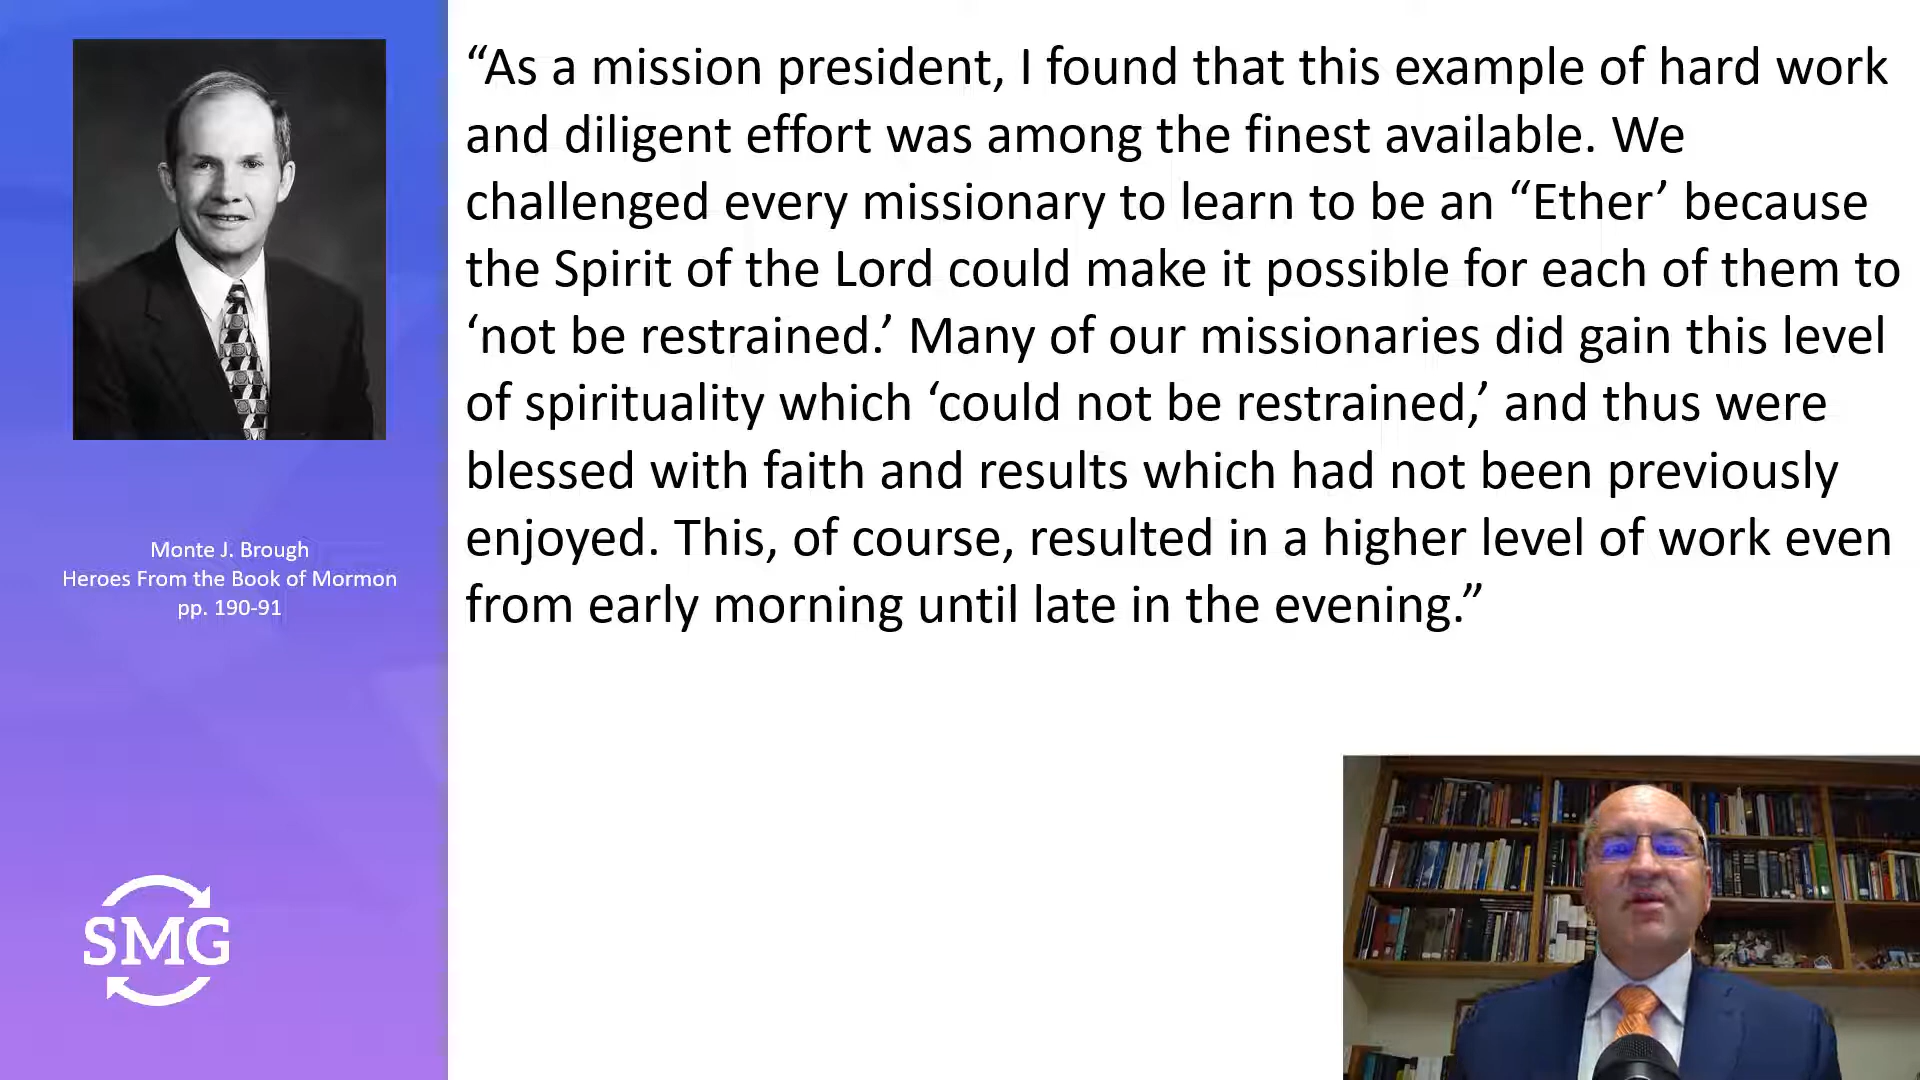 “As a mission president, I found that this example of hard work
and diligent effort was among the finest available. We
challenged every missionary to learn to be an “Ether’ because
the Spirit of the Lord could make it possible for each of them to
‘not be restrained.’ Many of our missionaries did gain this level
of spirituality which ‘could not be restrained,’ and thus were
blessed with faith and results which had not been previously
enjoyed. This, of course, resulted in a higher level of work even
from early morning until late in the evening.”
Monte J. Brough
Heroes From the Book of Mormon
pp. 190-91
SMG